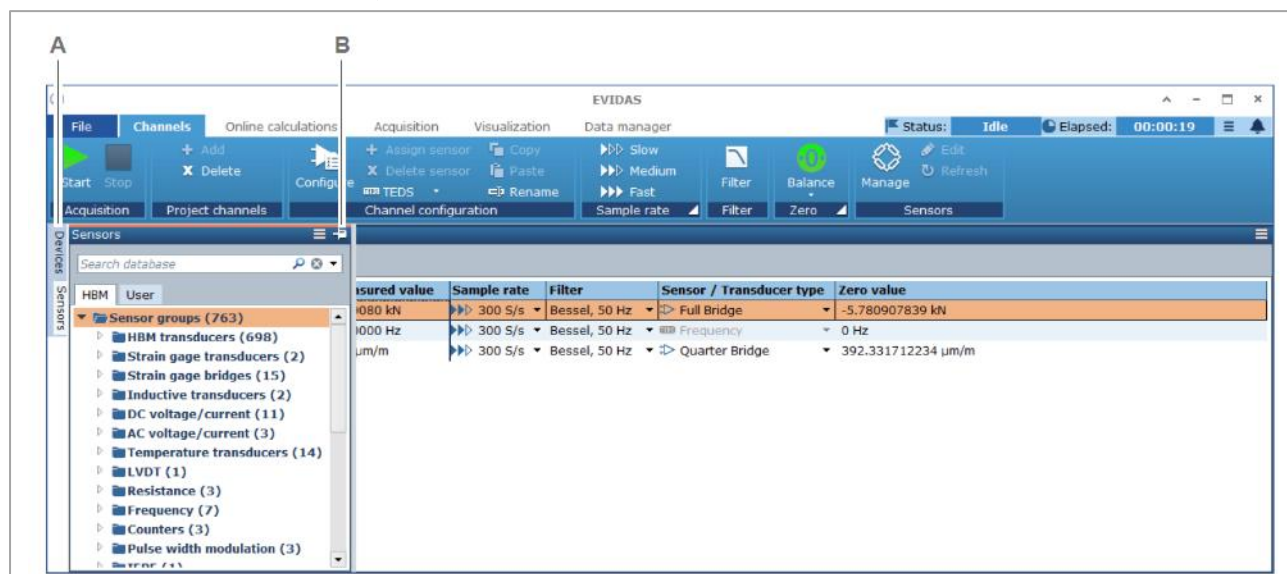 A B
EVIDAS
File Channels Online calculations Acquisition Visualization Data manager Status: Idle Elapsed: 00:00:19
Add Assign sensor Copy Slow Edit
Delete Delete sensor Paste Medium Refresh
Start Stop Configure TEDS Rename Fast Filter Balance Manage
Acquisition Project channels Channel configuration Sample rate Filter Zero Sensors
Devices
Sensors
Sensors
Search database
HBM User
Sensor groups (763)
HBM transducers (698)
Strain gage transducers (2)
Strain gage bridges (15)
Inductive transducers (2)
DC voltage/current (11)
AC voltage/current (3)
Temperature transducers (14)
LVDT (1)
Resistance (3)
Frequency (7)
Counters (3)
Pulse width modulation (3)
value Sample rate Filter Sensor / Transducer type Zero value
kN 300 S/s Bessel, 50 Hz Full Bridge -5.780907839 kN
Hz 300 S/s Bessel, 50 Hz Frequency 0 Hz
µm/m 300 S/s Bessel, 50 Hz Quarter Bridge 392.331712234 µm/m